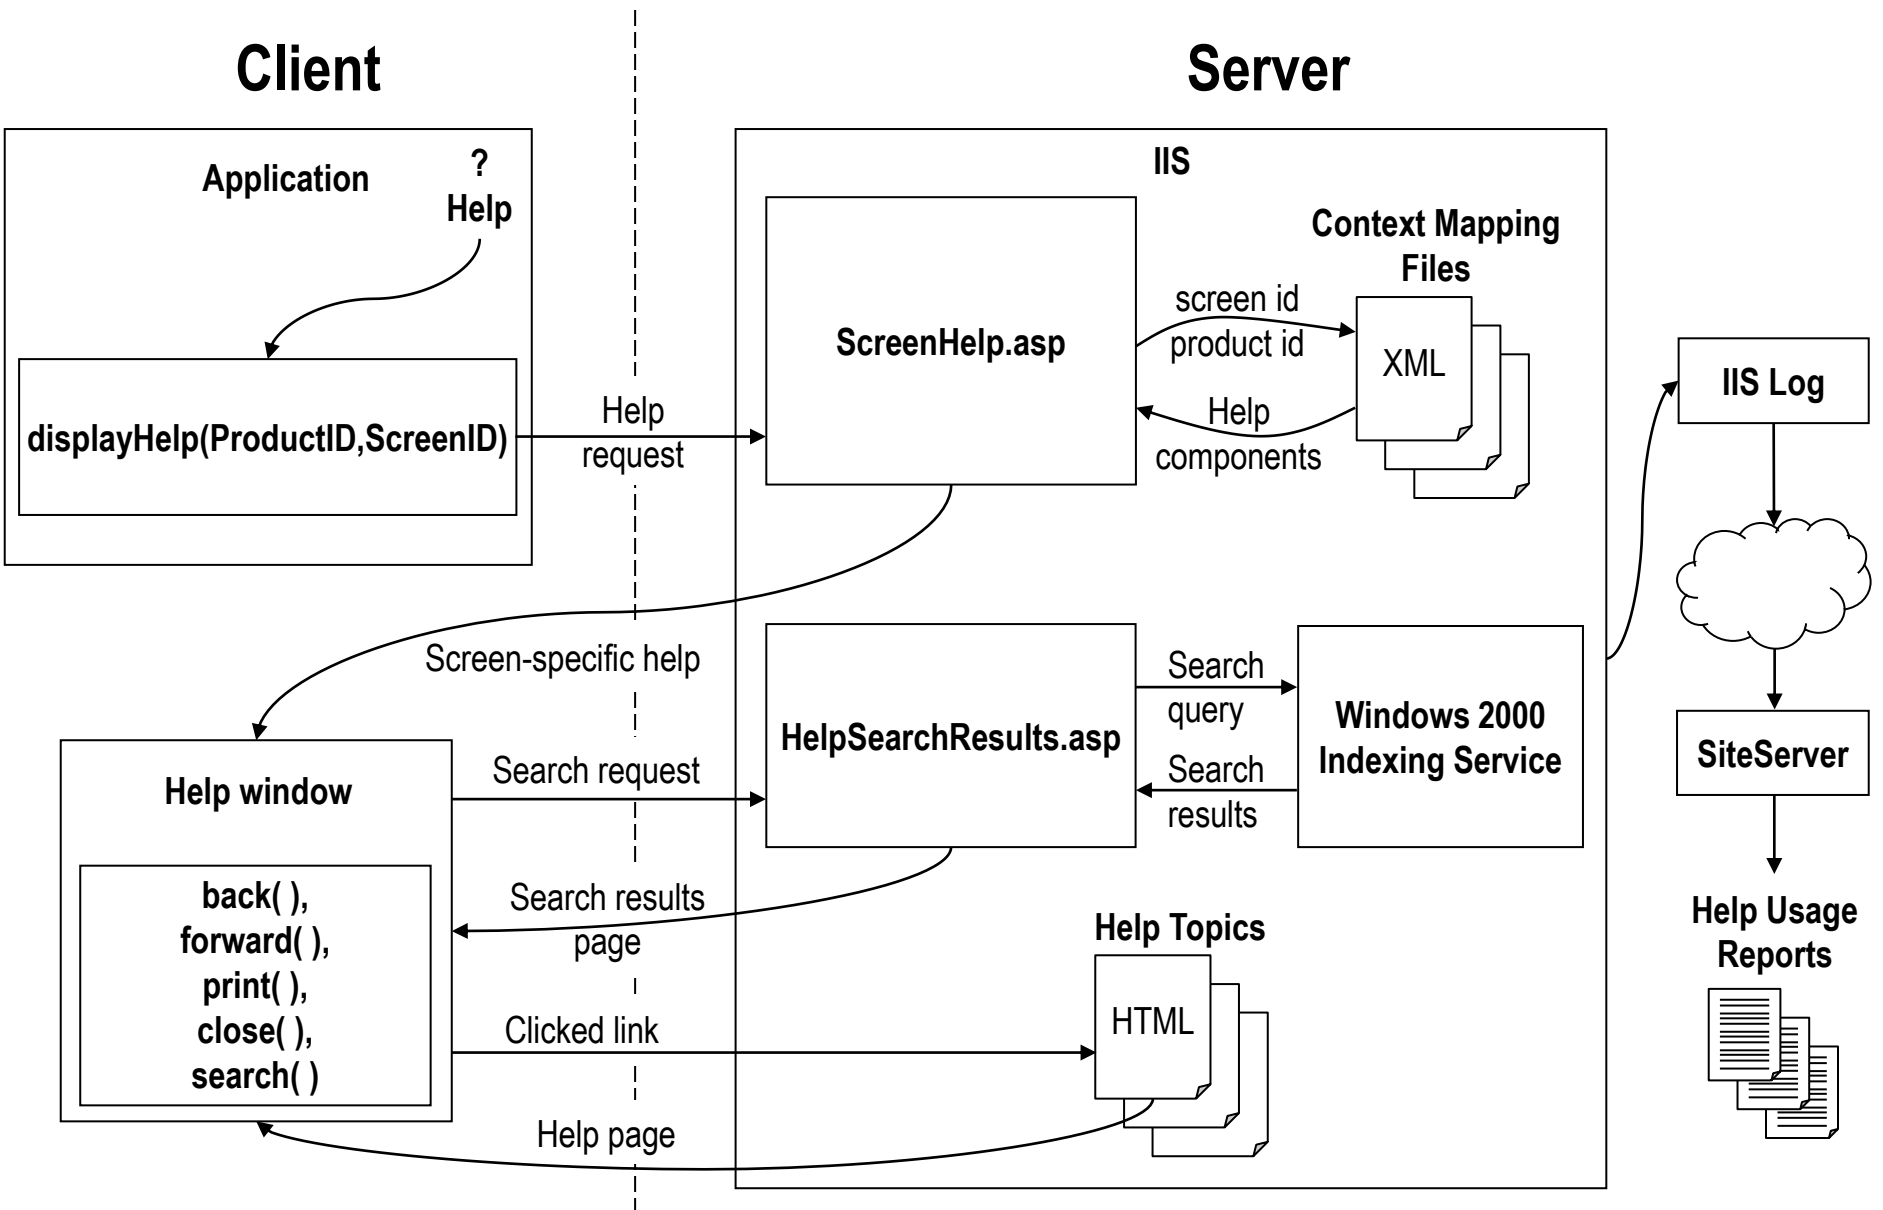 Client
Server
Application
?
Help
displayHelp(ProductID,ScreenID)
Help
request
IIS
ScreenHelp.asp
Context Mapping
Files
screen id
product id
XML
Help
components
IIS Log
Screen-specific help
HelpSearchResults.asp
Search
query
Search
results
Windows 2000
Indexing Service
SiteServer
Help window
Search request
back( ),
forward( ),
print( ),
close( ),
search( )
Search results
page
Clicked link
Help page
Help Topics
HTML
Help Usage
Reports